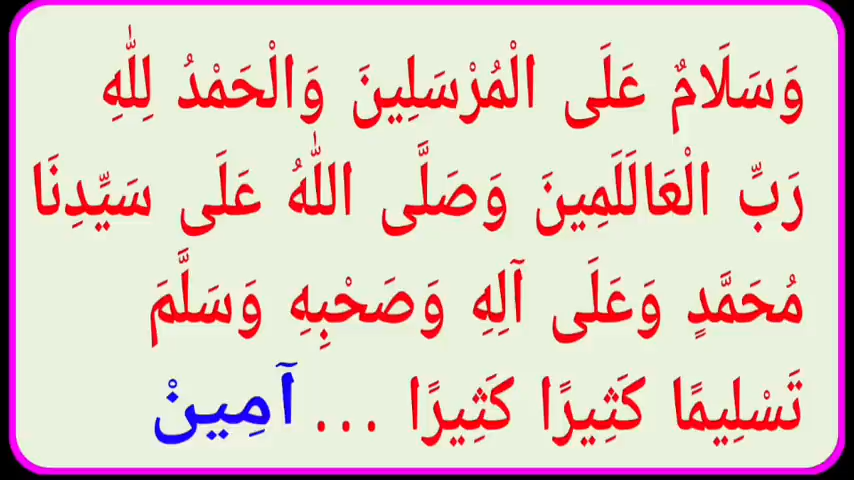 وَسَلَامٌ عَلَى الْمُرْسَلِينَ وَالْحَمْدُ لِلّٰهِ
رَبِّ الْعَالَلَمِينَ وَصَلَّى اللّٰهُ عَلَى سَيِّدِنَا
مُحَمَّدٍ وَعَلَى آلِهِ وَصَحْبِهِ وَسَلَّمَ
تَسْلِيمًا كَثِيرًا كَثِيرًا ... آمِينْ